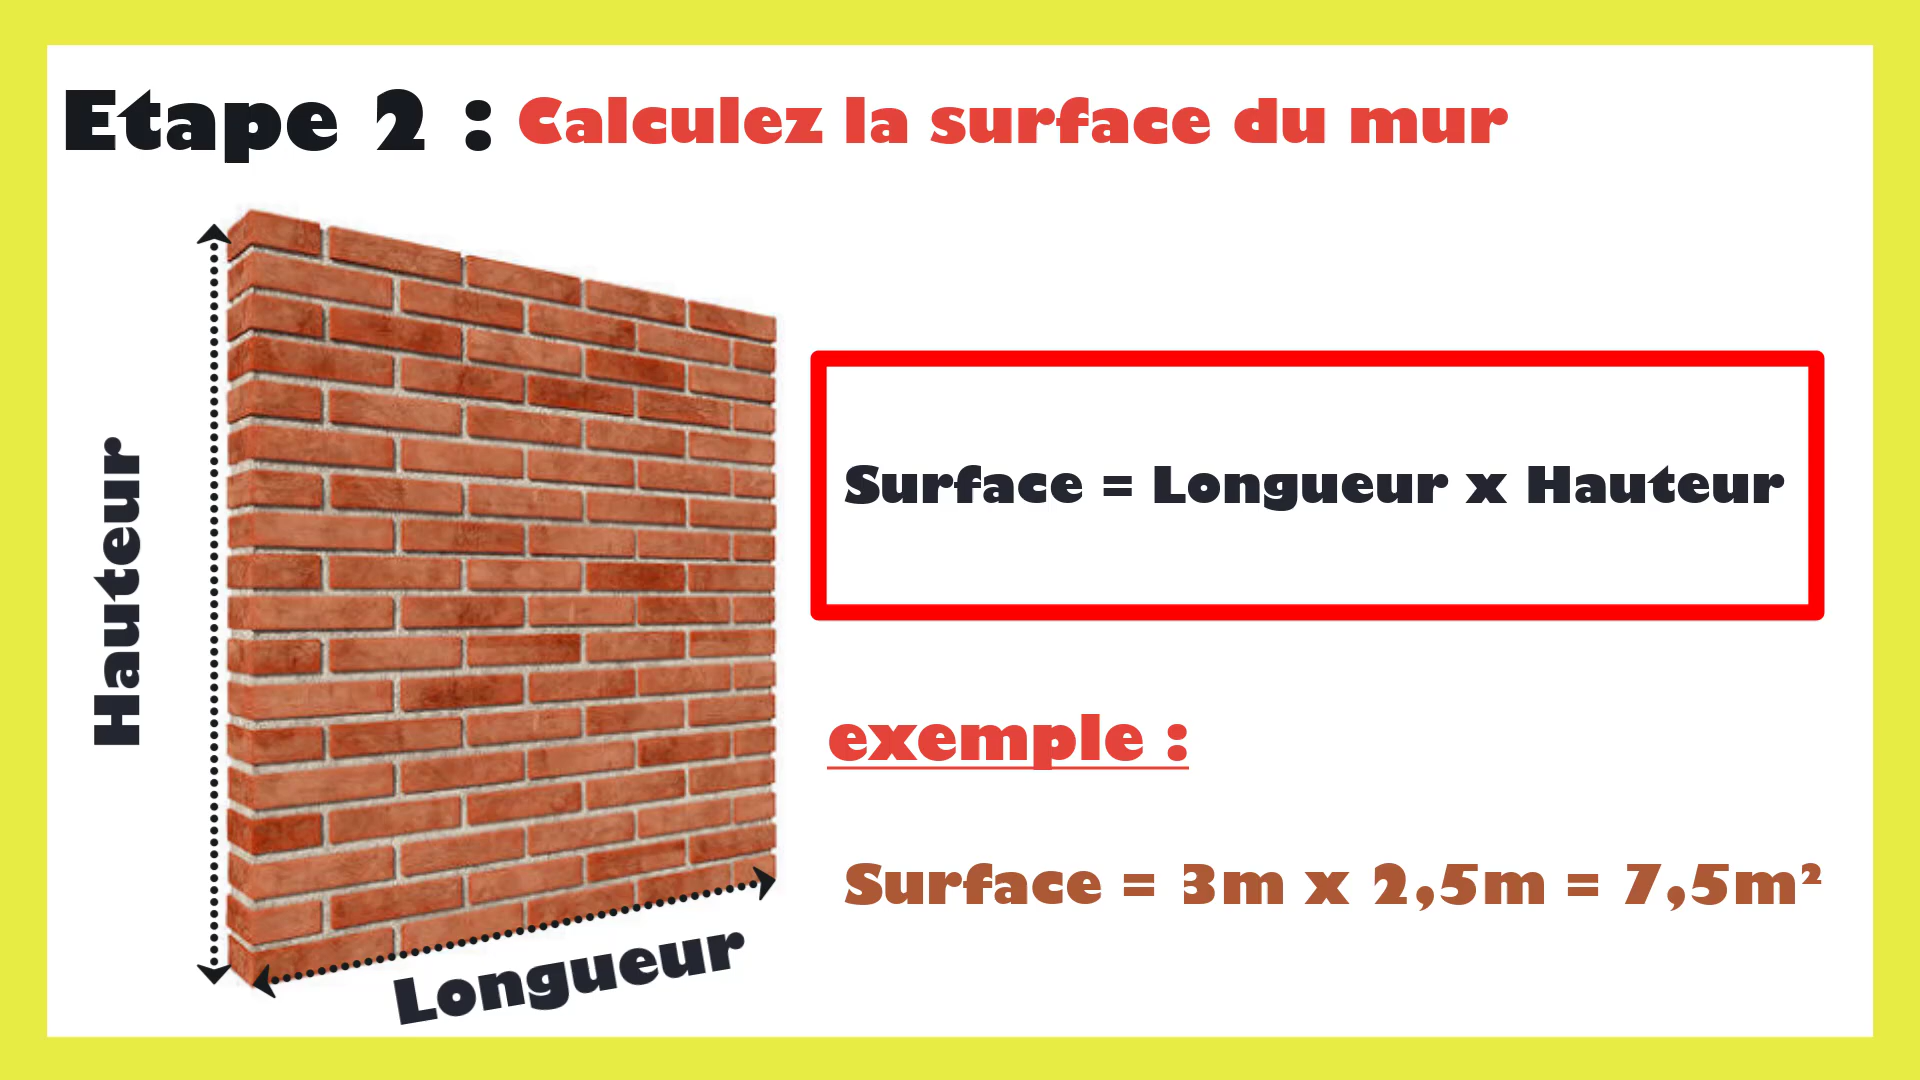 Etape 2 : Calculez la surface du mur
Hauteur
Surface = Longueur x Hauteur
exemple :
Surface = 3m x 2,5m = 7,5m²
Longueur